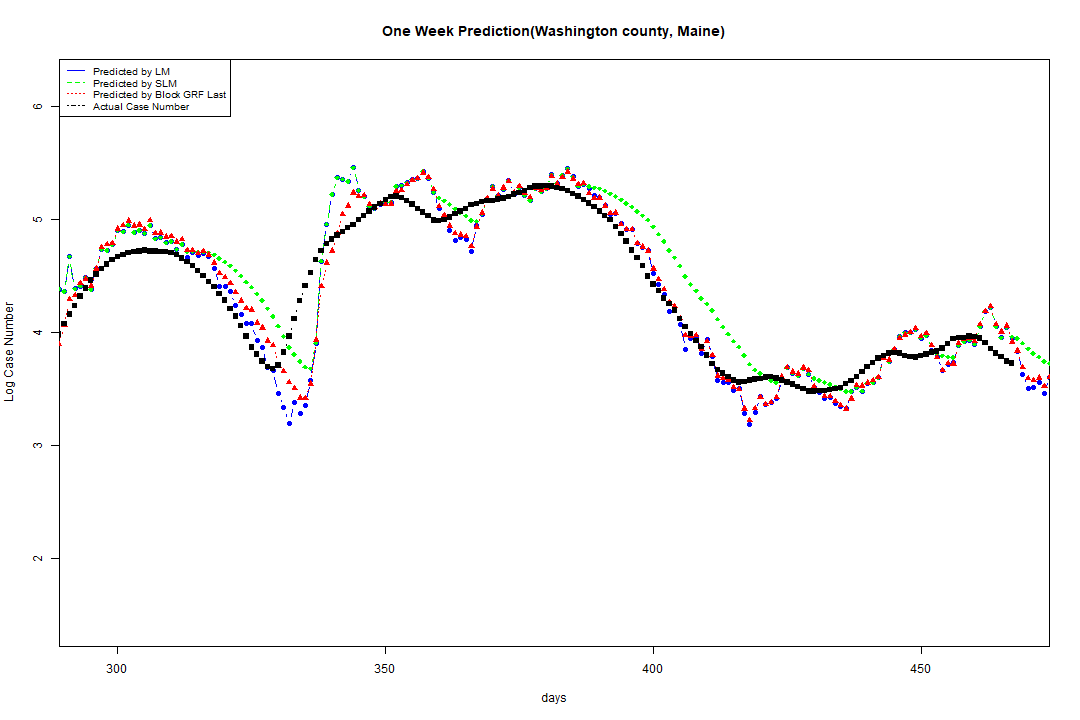 One Week Prediction(Washington county, Maine)
Predicted by LM
Predicted by SLM
Predicted by Block GRF Last
Actual Case Number
6
5
4
3
2
Log Case Number
300 350 400 450
days